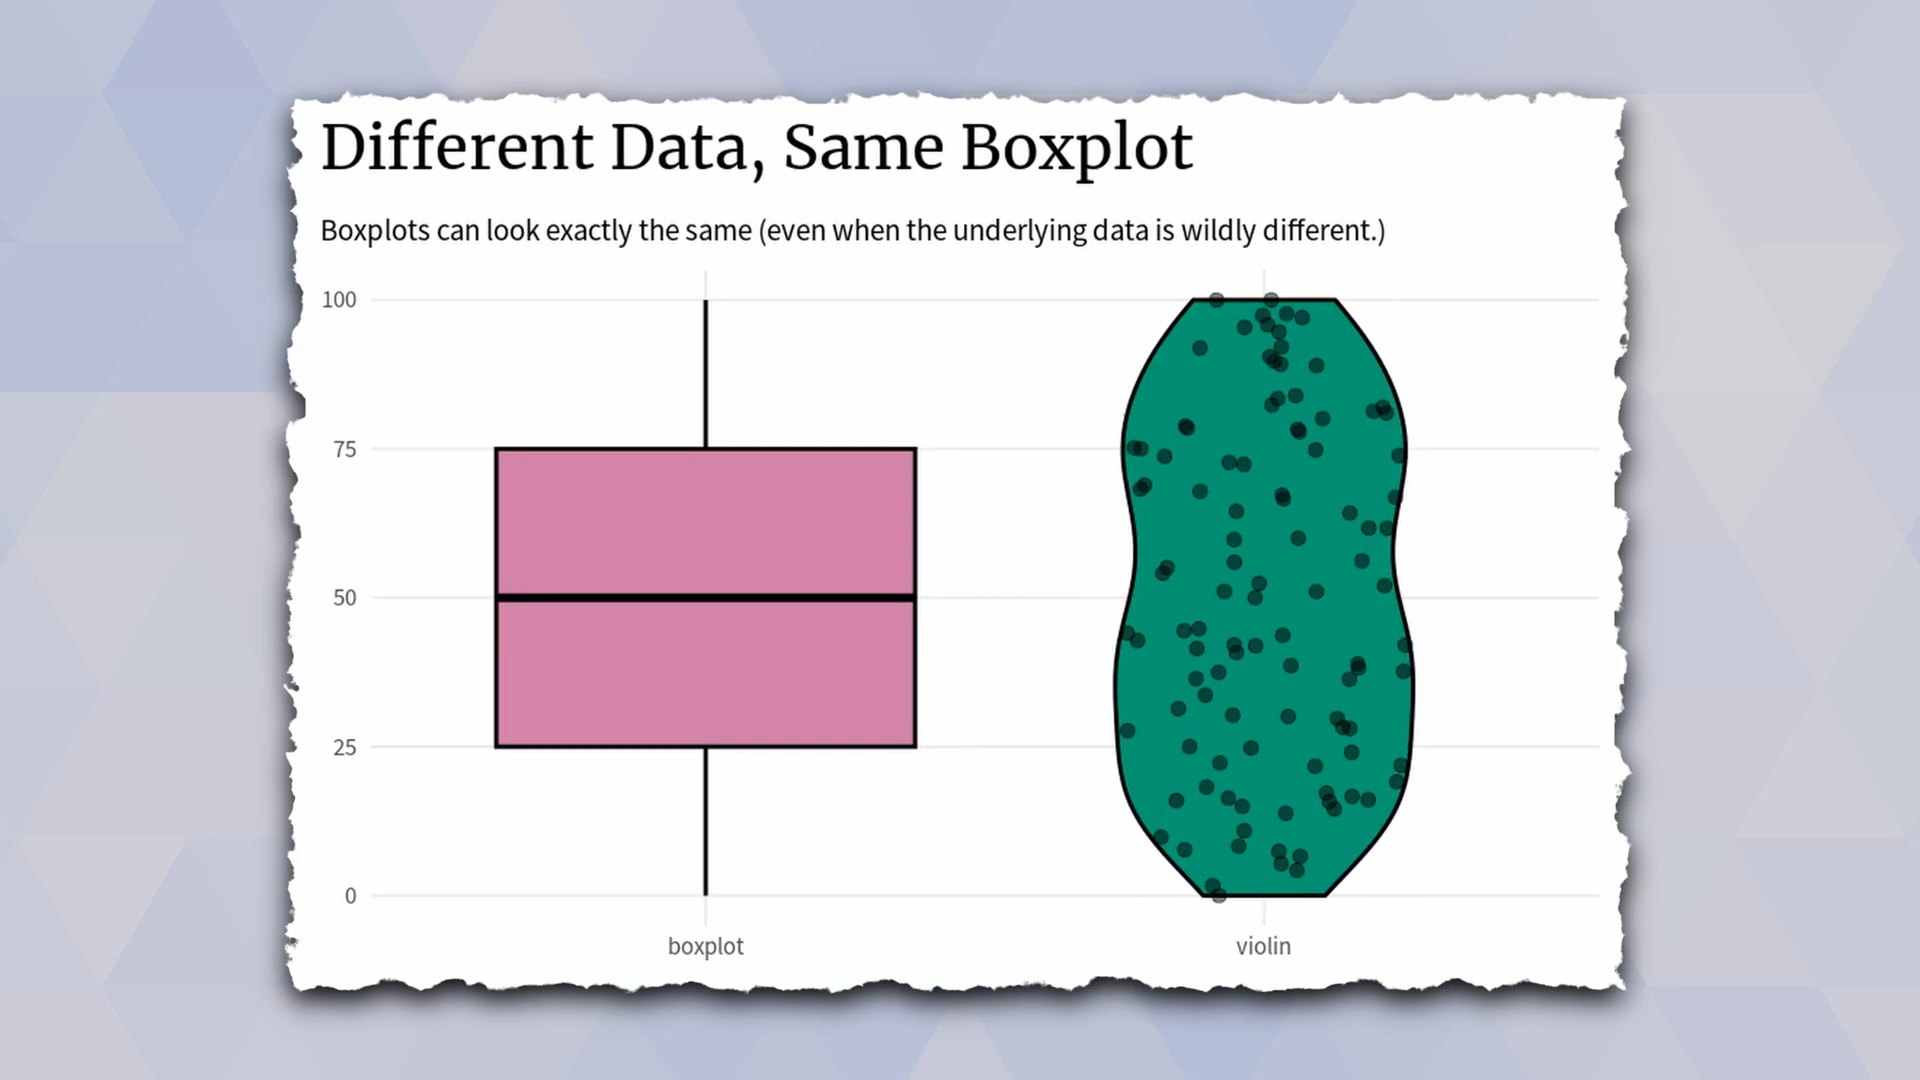 Different Data, Same Boxplot
Boxplots can look exactly the same (even when the underlying data is wildly different.)
100
75
50
25
0
boxplot violin